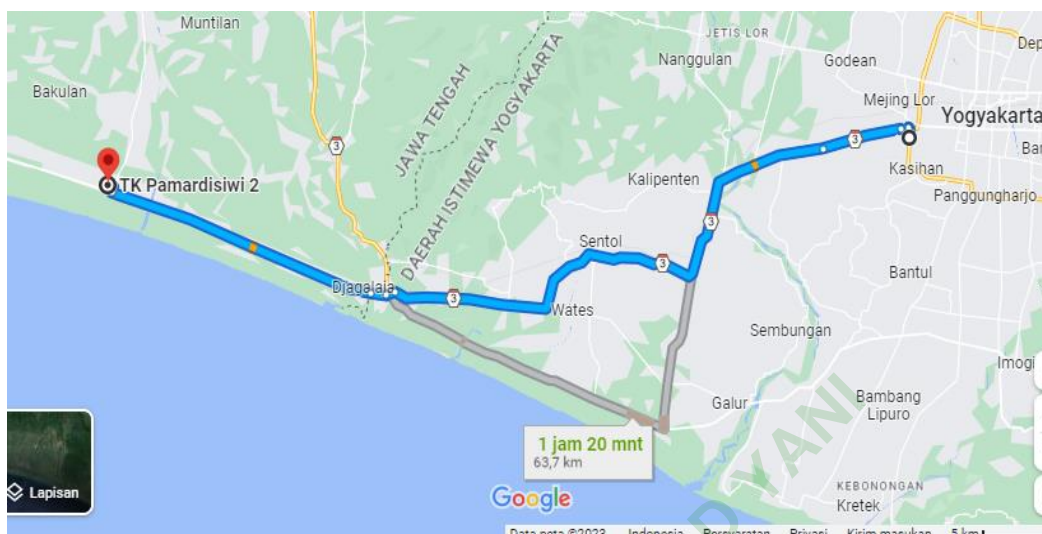 Muntilan
JETIS LOR
Nanggulan
Godean
Dep
Bakulan
JAWA TENGAH
DAERAH ISTIMEWA YOGYAKARTA
3
Mejing Lor
3
Yogyakarta
Kasihan
Kalipenten
Panggungharjo
TK Pamardisiwi 2
3
Sentol
3
Bantul
Djagalaia
3
Wates
Sembungan
Imogi
Galur
Bambang
Lipuro
1 jam 20 mnt
63,7 km
Lapisan
Google
KEBONONGAN
Kretek
DYANI
Data peta ©2023 Indonesia Persyaratan Privasi Kirim masukan 5 km